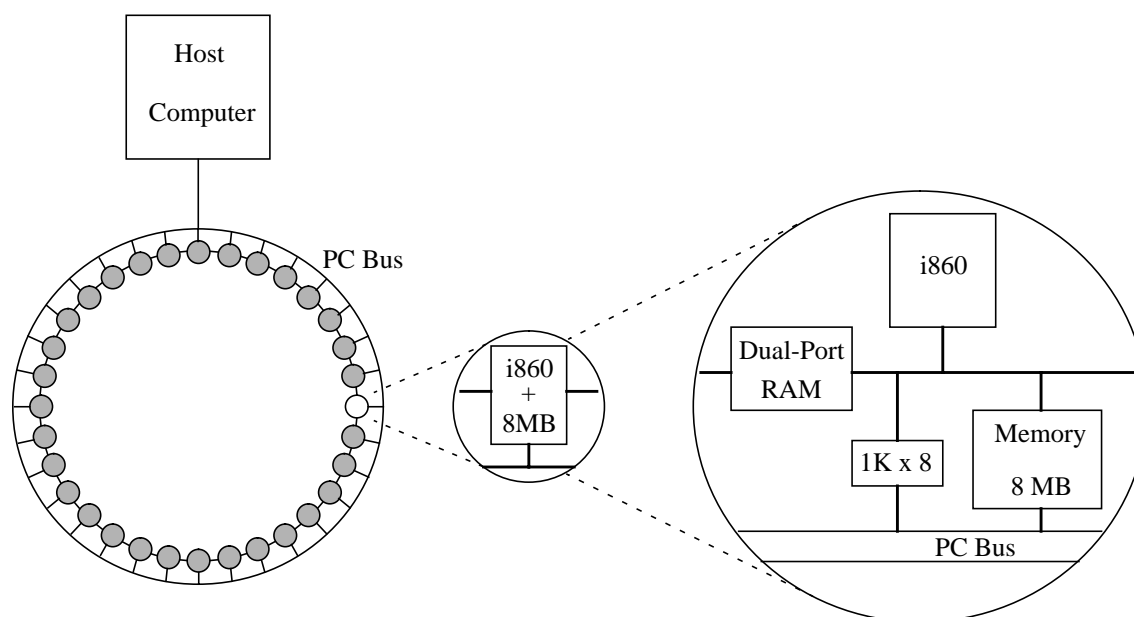 Host
Computer
PC Bus
i860
+
8MB
i860
Dual-Port
RAM
1K x 8
Memory
8 MB
PC Bus